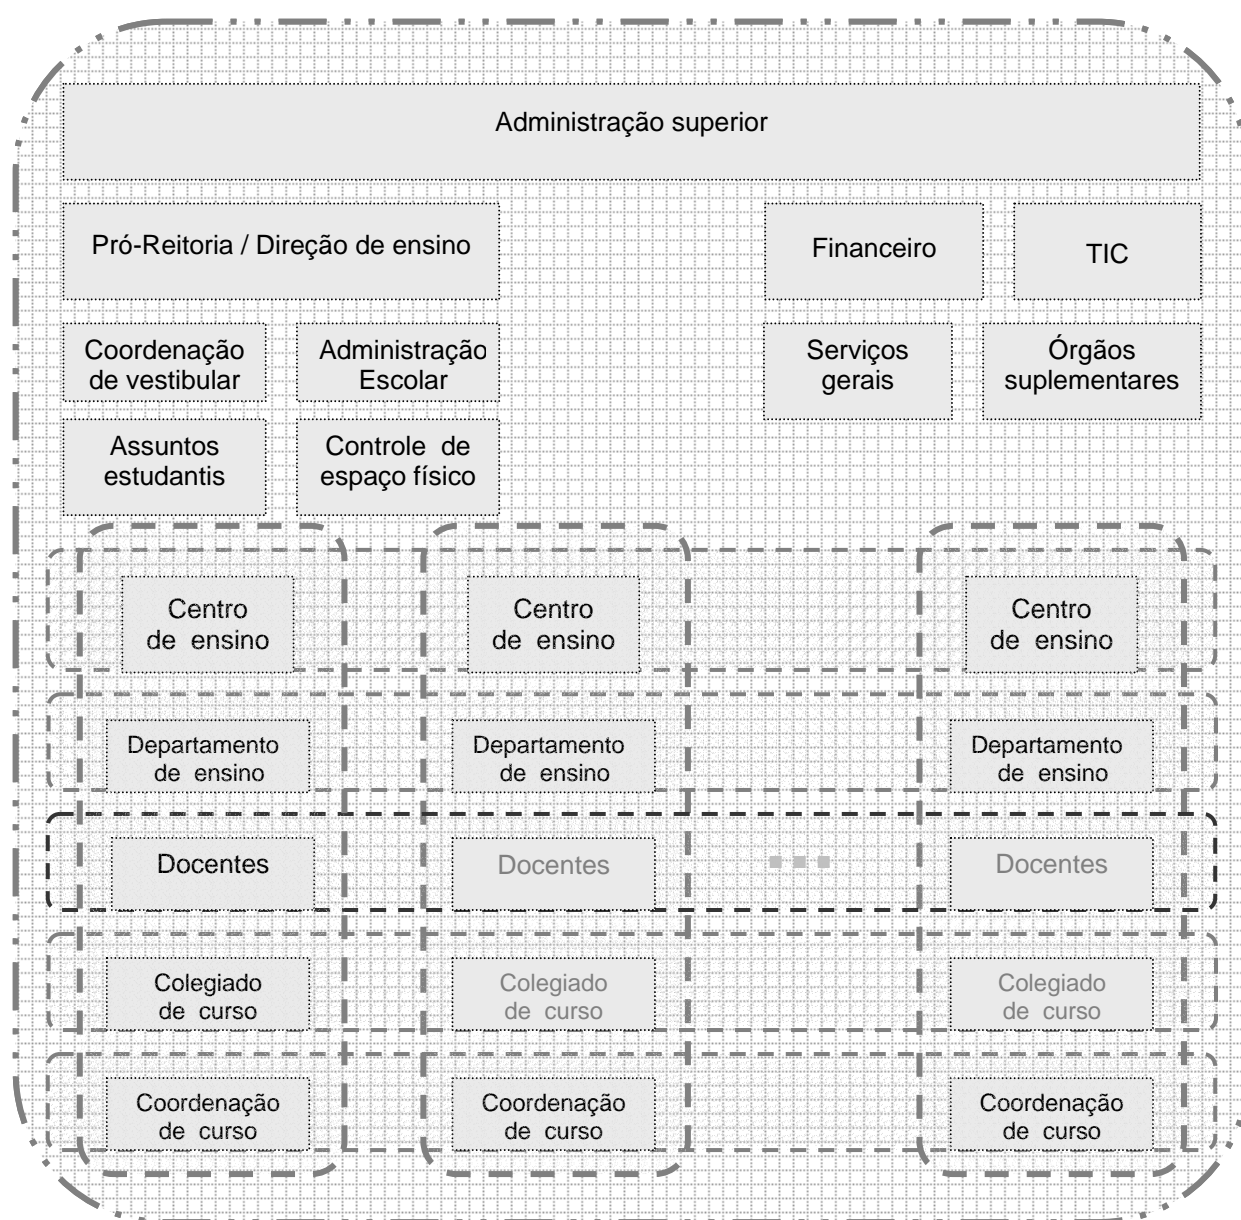 Administração superior
Pró-Reitoria / Direção de ensino
Financeiro
TIC
Coordenação
de vestibular
Administração
Escolar
Serviços
gerais
Órgãos
suplementares
Assuntos
estudantis
Controle de
espaço físico
Centro
de ensino
Centro
de ensino
Centro
de ensino
Departamento
de ensino
Departamento
de ensino
Departamento
de ensino
Docentes
Docentes
Docentes
Colegiado
de curso
Colegiado
de curso
Colegiado
de curso
Coordenação
de curso
Coordenação
de curso
Coordenação
de curso